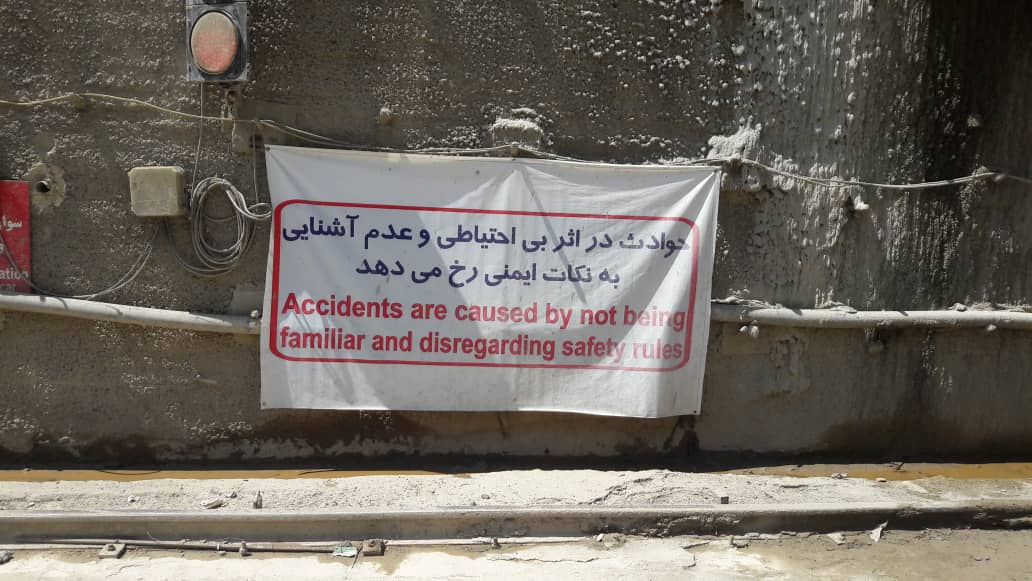 حوادث در اثر بی احتیاطی و عدم آشنایی
به نکات ایمنی رخ می دهد
Accidents are caused by not being
familiar and disregarding safety rules